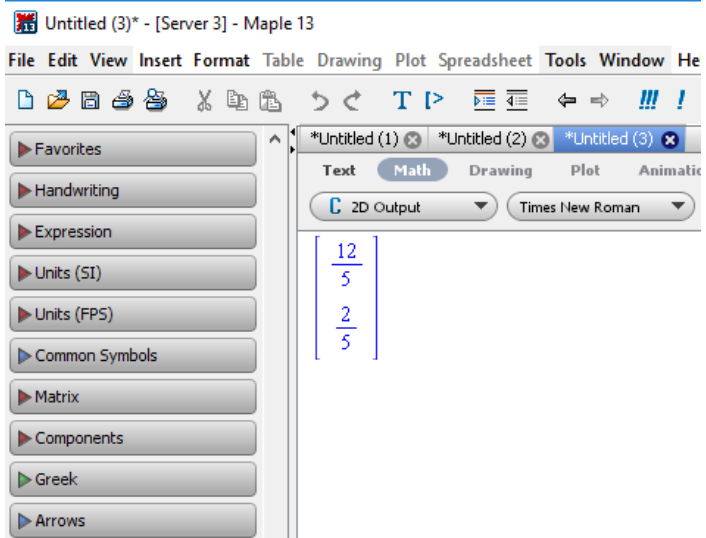 Untitled (3)* - [Server 3] - Maple 13
File Edit View Insert Format Table Drawing Plot Spreadsheet Tools Window He
T
!!! !
Favorites
Handwriting
Expression
Units (SI)
Units (FPS)
Common Symbols
Matrix
Components
Greek
Arrows
*Untitled (1) *Untitled (2) *Untitled (3)
Text Math Drawing Plot Animatic
C 2D Output Times New Roman
12
5
2
5